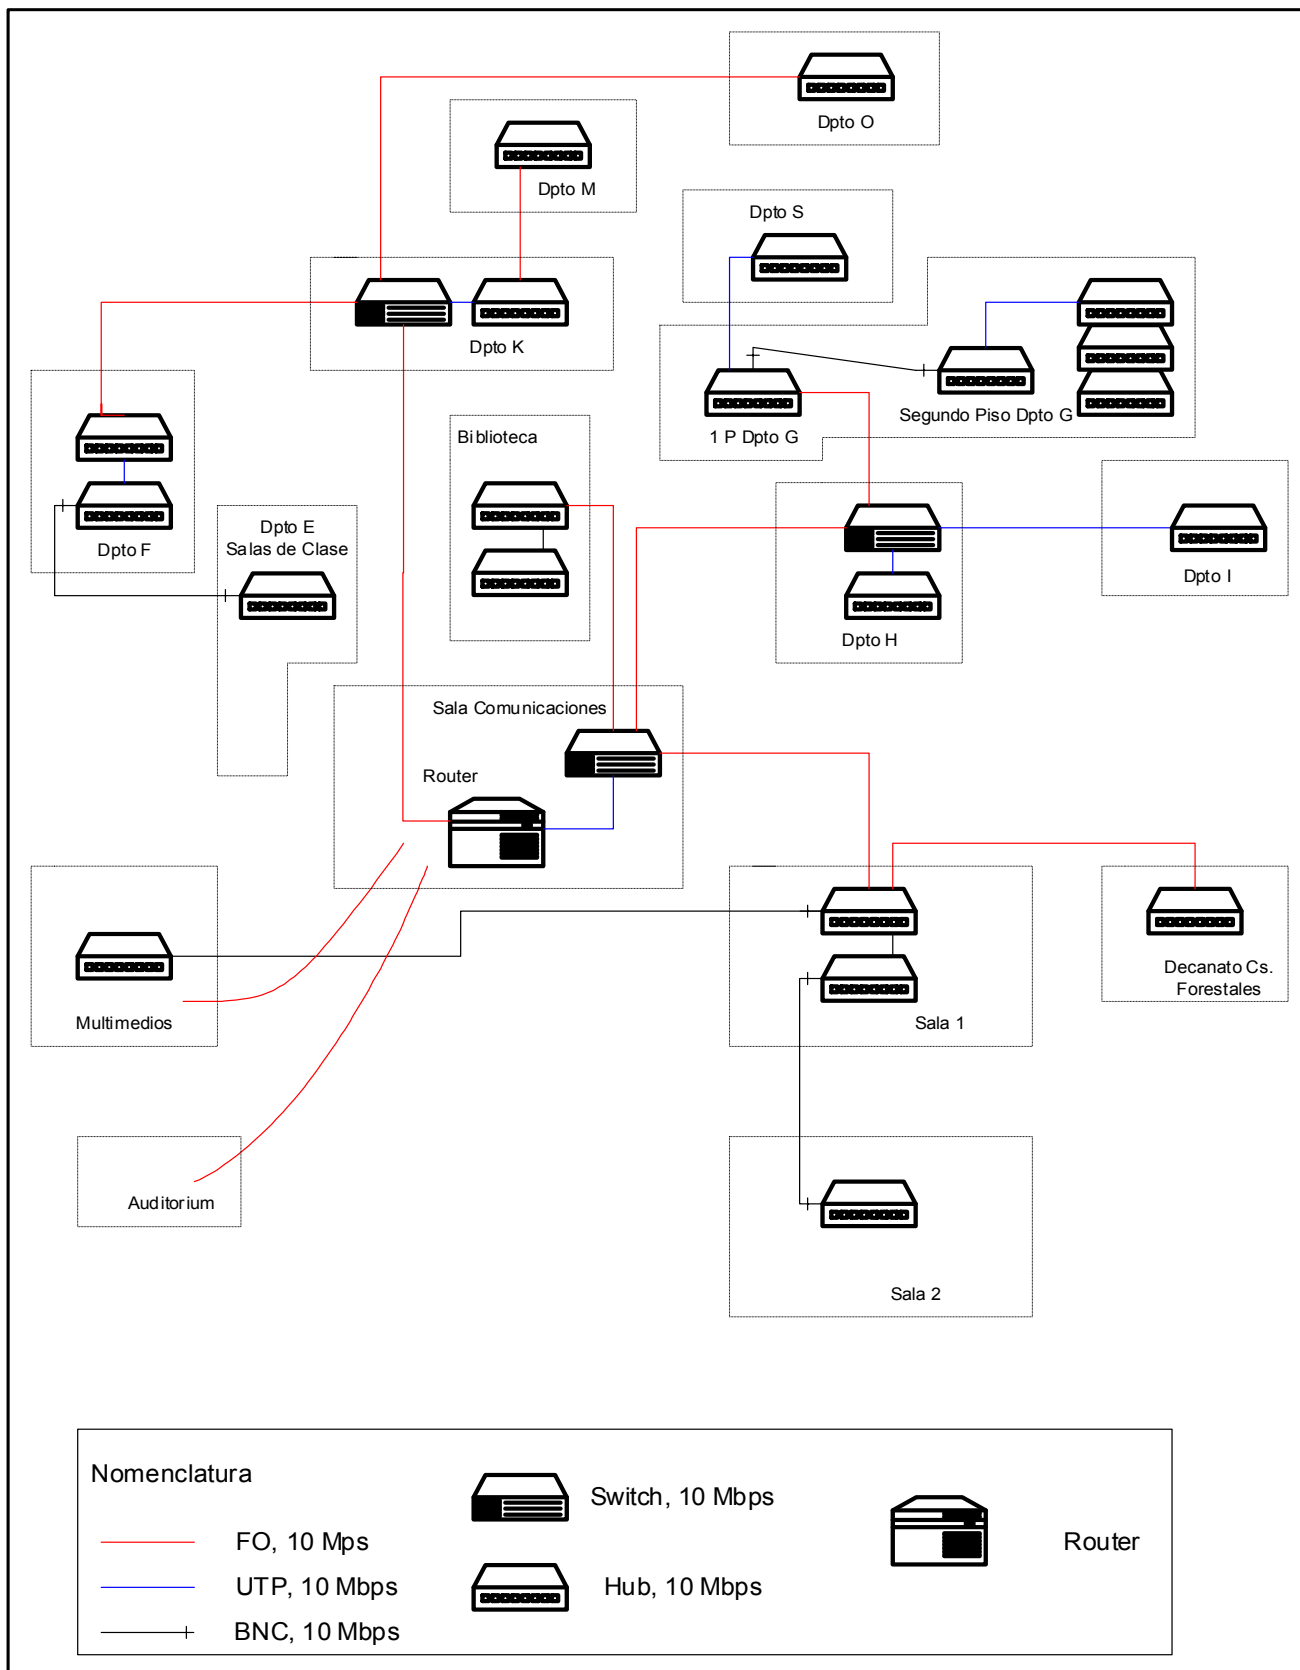 Dpto O
Dpto M
Dpto S
Dpto K
Segundo Piso Dpto G
1 P Dpto G
Biblioteca
Dpto E
Salas de Clase
Dpto F
Dpto I
Dpto H
Sala Comunicaciones
Router
Decanato Cs.
Forestales
Multimedios
Sala 1
Auditorium
Sala 2
Nomenclatura
Switch, 10 Mbps
FO, 10 Mps
Router
UTP, 10 Mbps
Hub, 10 Mbps
BNC, 10 Mbps